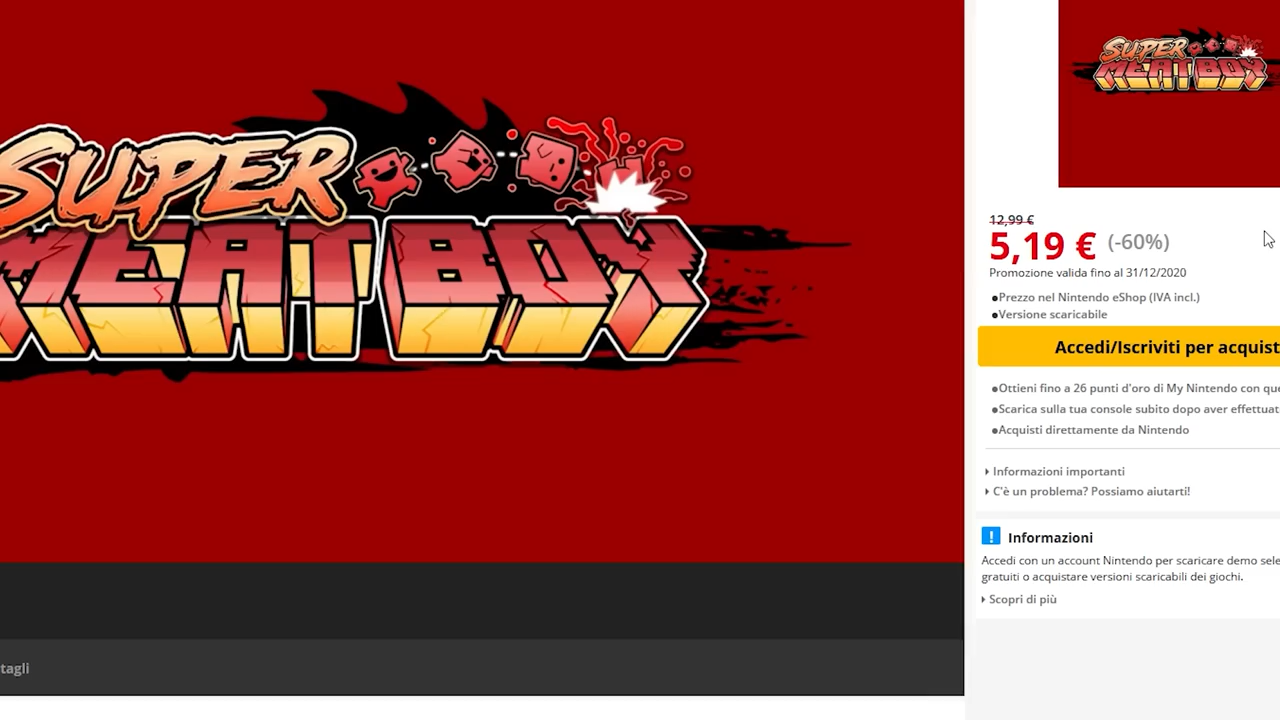 SUPER
MEAT BOY
SUPER
MEAT BOY
12,99 €
5,19 € (-60%)
Promozione valida fino al 31/12/2020
●Prezzo nel Nintendo eShop (IVA incl.)
●Versione scaricabile
Accedi/Iscriviti per acquist
●Ottieni fino a 26 punti d'oro di My Nintendo con que
●Scarica sulla tua console subito dopo aver effettuat
●Acquisti direttamente da Nintendo
Informazioni importanti
C'è un problema? Possiamo aiutarti!
! Informazioni
Accedi con un account Nintendo per scaricare demo sele
gratuiti o acquistare versioni scaricabili dei giochi.
Scopri di più
tagli